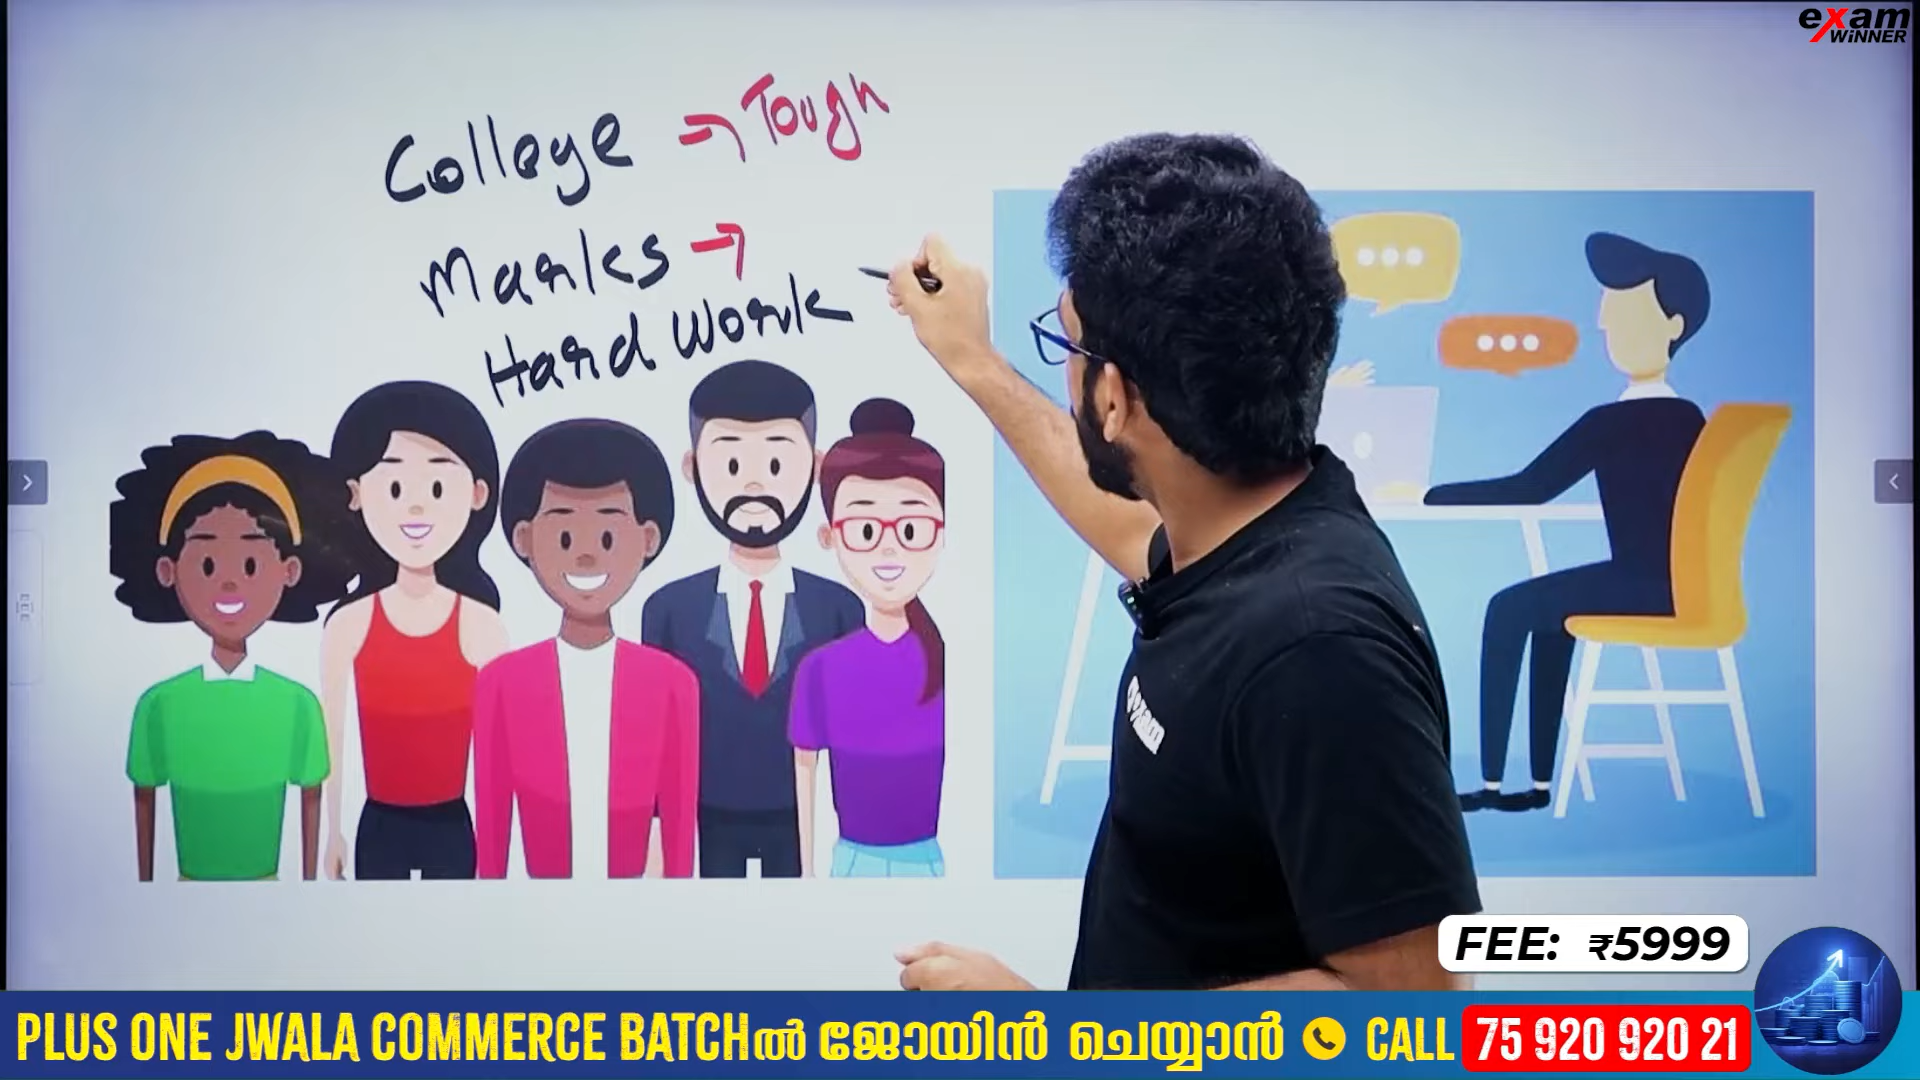 exam
WiNNER
College → Tough
Marks →
Hard Work
exam
FEE: ₹5999
PLUS ONE JWALA COMMERCE BATCHൽ ജോയിൻ ചെയ്യാൻ CALL 75 920 920 21